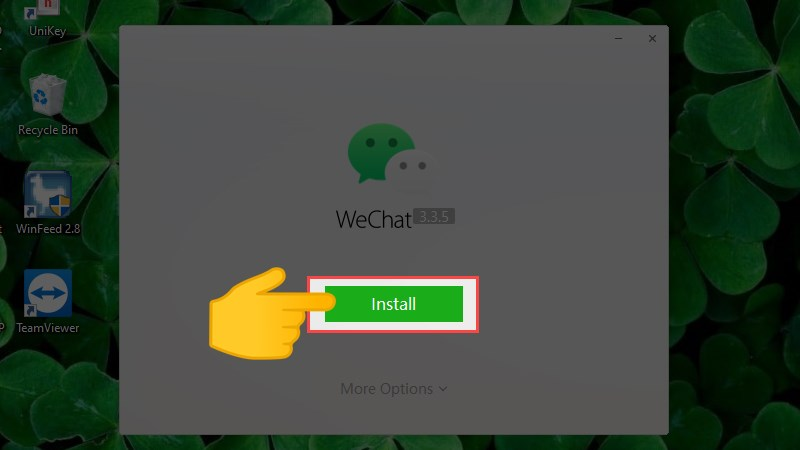 UniKey
Recycle Bin
WinFeed 2.8
TeamViewer
WeChat 3.3.5
Install
More Options